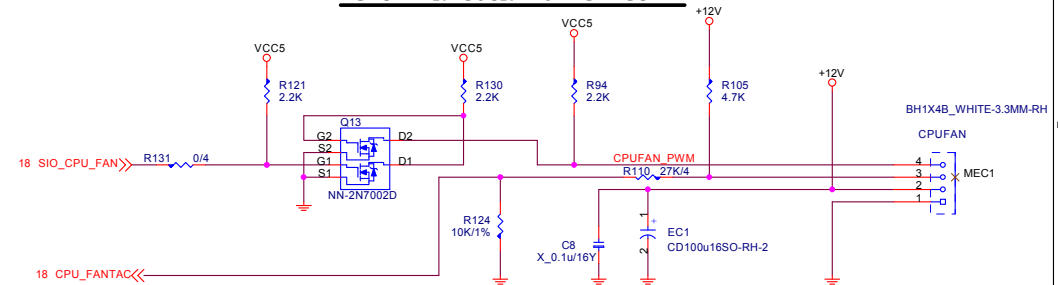 +12V
VCC5
VCC5
VCC5
+12V
R121
2.2K
R130
2.2K
R94
2.2K
R105
4.7K
BH1X4B_WHITE-3.3MM-RH
CPUFAN
Q13
G2
D2
S2
G1
D1
S1
NN-2N7002D
18 SIO_CPU_FAN
R131
0/4
CPUFAN_PWM
R110
27K/4
4
3
2
1
MEC1
R124
10K/1%
C8
X_0.1u/16Y
1
+
2
EC1
CD100u16SO-RH-2
18 CPU_FANTAC